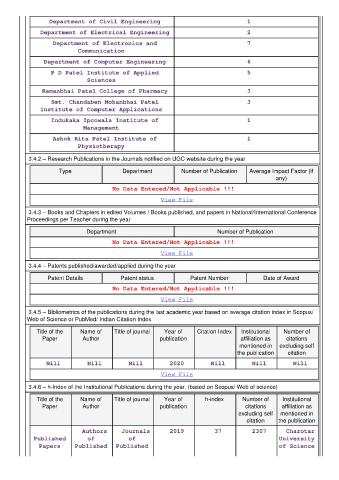 Department of Civil Engineering 1
Department of Electrical Engineering 2
Department of Electronics and Communication 7
Department of Computer Engineering 6
P D Patel Institute of Applied Sciences 5
Ramanbhai Patel College of Pharmacy 3
Smt. Chandaben Mohanbhai Patel Institute of Computer Applications 3
Indukaka Ipcowala Institute of Management 1
Ashok Rita Patel Institute of Physiotherapy 1
3.4.2 – Research Publications in the Journals notified on UGC website during the year
Type Department Number of Publication Average Impact Factor (if any)
No Data Entered/Not Applicable !!!
View File
3.4.3 – Books and Chapters in edited Volumes / Books published, and papers in National/International Conference
Proceedings per Teacher during the year
Department Number of Publication
No Data Entered/Not Applicable !!!
View File
3.4.4 – Patents published/awarded/applied during the year
Patent Details Patent status Patent Number Date of Award
No Data Entered/Not Applicable !!!
View File
3.4.5 – Bibliometrics of the publications during the last academic year based on average citation index in Scopus/
Web of Science or PubMed/ Indian Citation Index
Title of the Paper Name of Author Title of journal Year of publication Citation Index Institutional affiliation as mentioned in the publication Number of citations excluding self citation
Nill Nill Nill 2020 Nill Nill Nill
View File
3.4.6 – h-Index of the Institutional Publications during the year. (based on Scopus/ Web of science)
Title of the Paper Name of Author Title of journal Year of publication h-index Number of citations excluding self citation Institutional affiliation as mentioned in the publication
Published Papers Authors of Published Journals of Published 2019 37 2307 Charotar University of Science